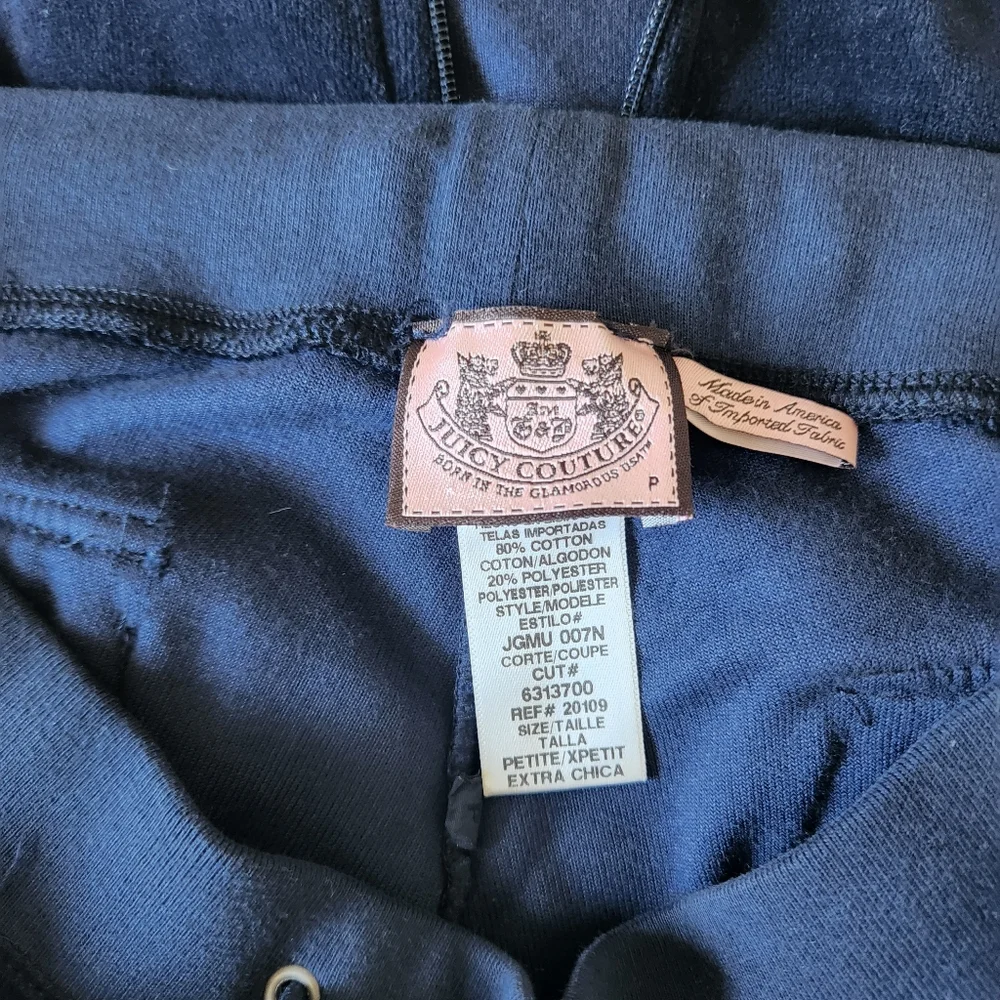 Jm
G&P
JUICY COUTURE®
BORN IN THE GLAMOROUS USA™
P
Made in America
of Imported Fabric
TELAS IMPORTADAS
80% COTTON
COTON/ALGODON
20% POLYESTER
POLYESTER/POLIESTER
STYLE/MODELE
ESTILO#
JGMU 007N
CORTE/COUPE
CUT#
6313700
REF# 20109
SIZE/TAILLE
TALLA
PETITE/XPETIT
EXTRA CHICA